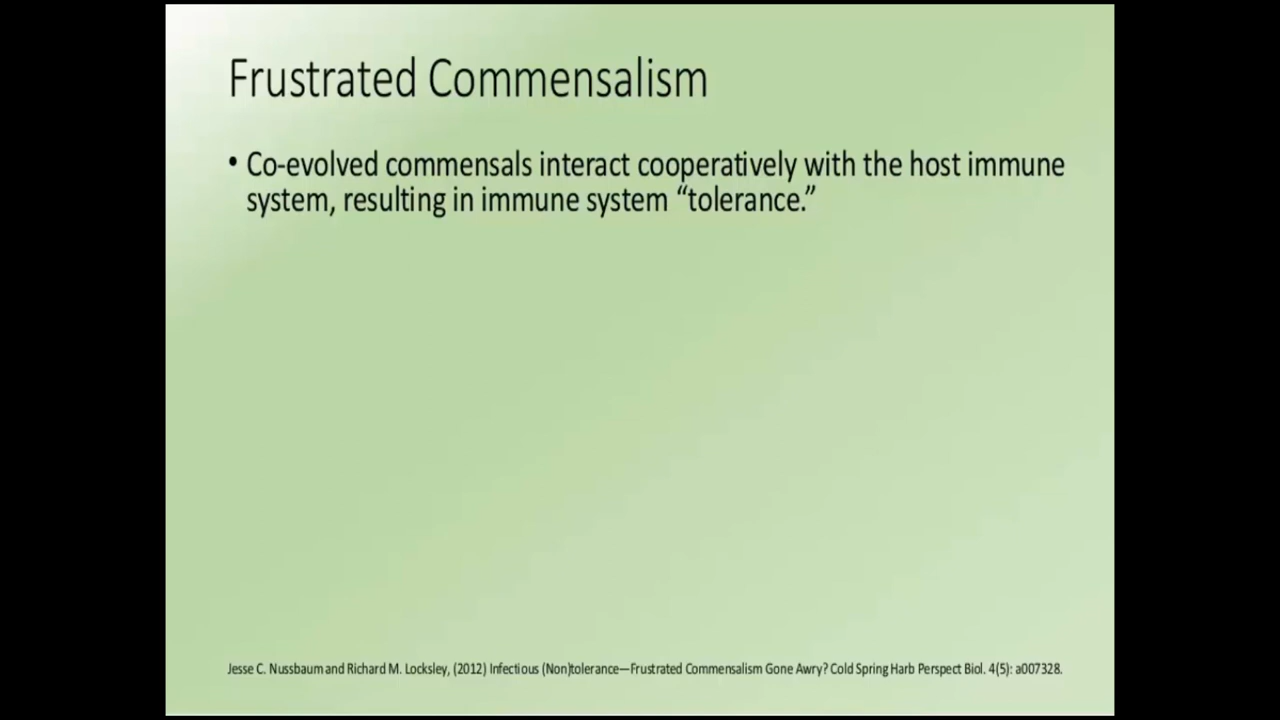 Frustrated Commensalism
• Co-evolved commensals interact cooperatively with the host immune
system, resulting in immune system “tolerance.”
Jesse C. Nussbaum and Richard M. Locksley, (2012) Infectious (Non)tolerance—Frustrated Commensalism Gone Awry? Cold Spring Harb Perspect Biol. 4(5): a007328.